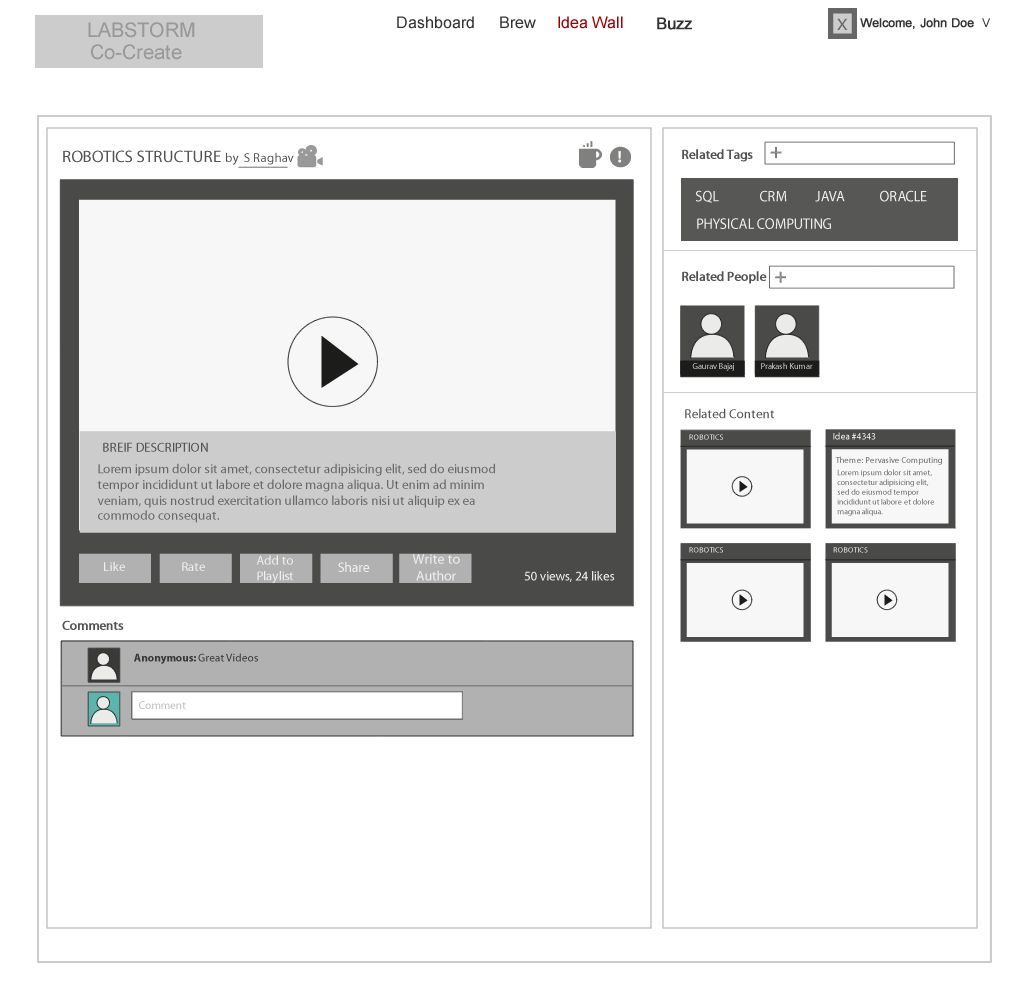 LABSTORM
Co-Create
Dashboard Brew Idea Wall Buzz
X Welcome, John Doe V
ROBOTICS STRUCTURE by S Raghav
!
BREIF DESCRIPTION
Lorem ipsum dolor sit amet, consectetur adipisicing elit, sed do eiusmod
tempor incididunt ut labore et dolore magna aliqua. Ut enim ad minim
veniam, quis nostrud exercitation ullamco laboris nisi ut aliquip ex ea
commodo consequat.
Like
Rate
Add to
Playlist
Share
Write to
Author
50 views, 24 likes
Comments
Anonymous: Great Videos
Comment
Related Tags +
SQL CRM JAVA ORACLE
PHYSICAL COMPUTING
Related People +
Gaurav Bajaj
Prakash Kumar
Related Content
ROBOTICS
Idea #4343
Theme: Pervasive Computing
Lorem ipsum dolor sit amet,
consectetur adipisicing elit,
sed do eiusmod tempor
incididunt ut labore et dolore
magna aliqua.
ROBOTICS
ROBOTICS